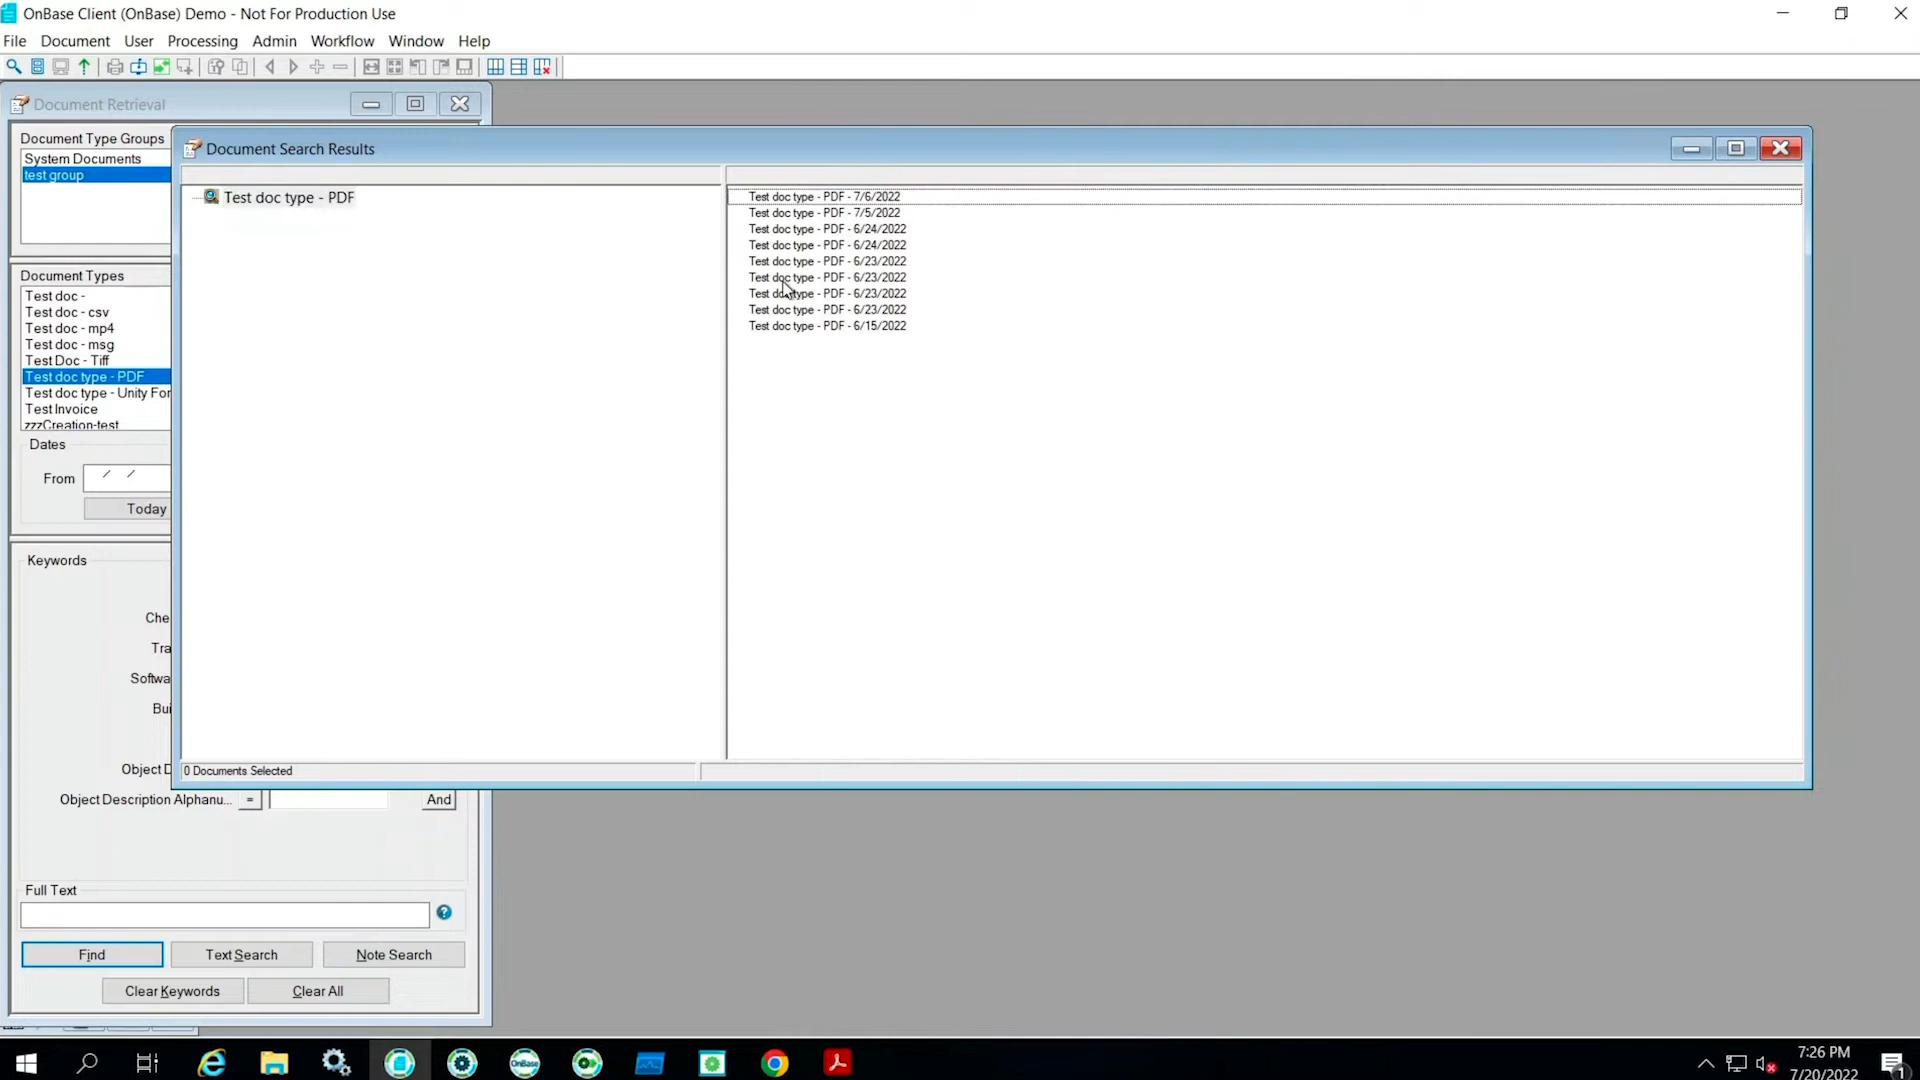 OnBase Client (OnBase) Demo - Not For Production Use
File Document User Processing Admin Workflow Window Help
Document Retrieval
Document Type Groups
System Documents
test group
Document Search Results
Test doc type - PDF
Test doc type - PDF - 7/6/2022
Test doc type - PDF - 7/5/2022
Test doc type - PDF - 6/24/2022
Test doc type - PDF - 6/24/2022
Test doc type - PDF - 6/23/2022
Test doc type - PDF - 6/23/2022
Test doc type - PDF - 6/23/2022
Test doc type - PDF - 6/23/2022
Test doc type - PDF - 6/15/2022
0 Documents Selected
Document Types
Test doc -
Test doc - csv
Test doc - mp4
Test doc - msg
Test Doc - Tiff
Test doc type - PDF
Test doc type - Unity For
Test Invoice
zzzCreation-test
Dates
From / /
Today
Keywords
Che
Tra
Softwa
Bui
Object D
Object Description Alphanu... = And
Full Text
?
Find Text Search Note Search
Clear Keywords Clear All
OnBase
7:26 PM
7/20/2022
1